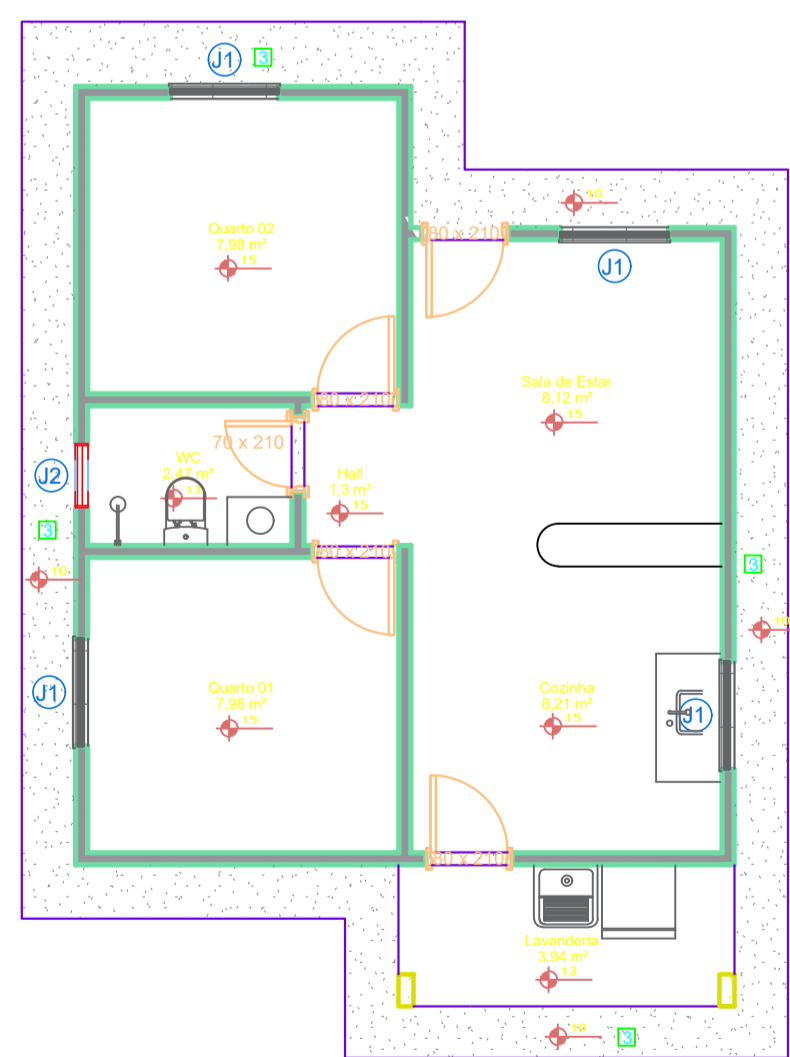 J1
3
10
80 x 210
J1
Quarto 02
7,98 m²
15
Sala de Estar
8,12 m²
15
80 x 210
70 x 210
WC
2,47 m²
13
J2
Hall
1,3 m²
15
3
10
80 x 210
3
10
J1
Quarto 01
7,98 m²
15
Cozinha
8,21 m²
15
J1
80 x 210
Lavanderia
3,94 m²
13
10
3